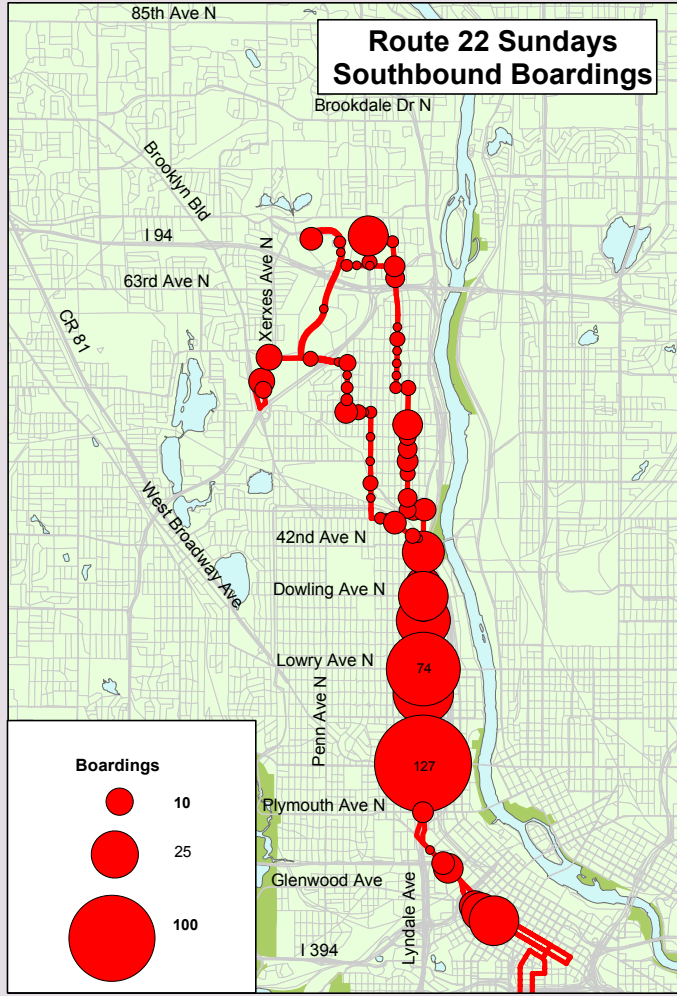 85th Ave N
Route 22 Sundays
Southbound Boardings
Brookdale Dr N
Brooklyn Bld
I 94
63rd Ave N
Xerxes Ave N
CR 81
42nd Ave N
West Broadway Ave
Dowling Ave N
Lowry Ave N
74
Penn Ave N
127
Plymouth Ave N
Glenwood Ave
Lyndale Ave
I 394
Boardings
10
25
100